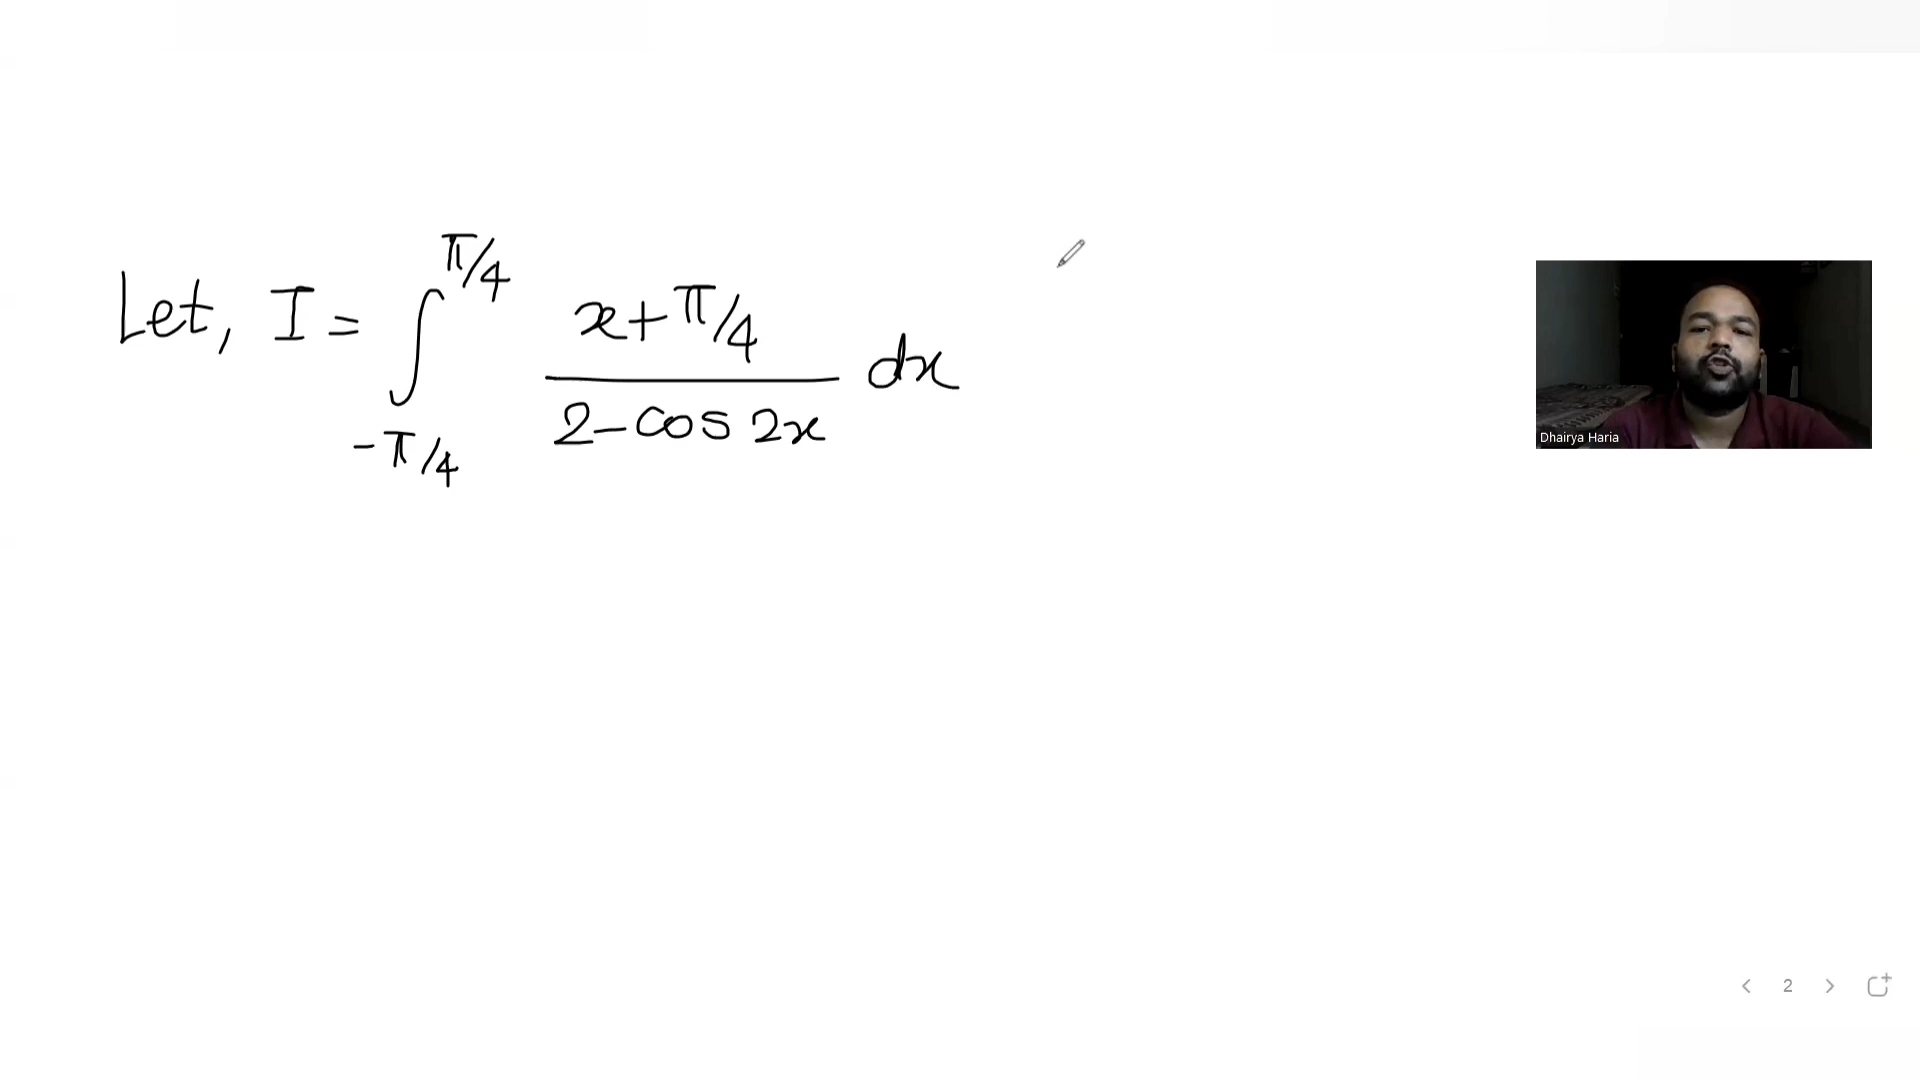 Let, I = ∫_{-π/4}^{π/4} (x+π/4)/(2-cos 2x) dx
Dhairya Haria
2